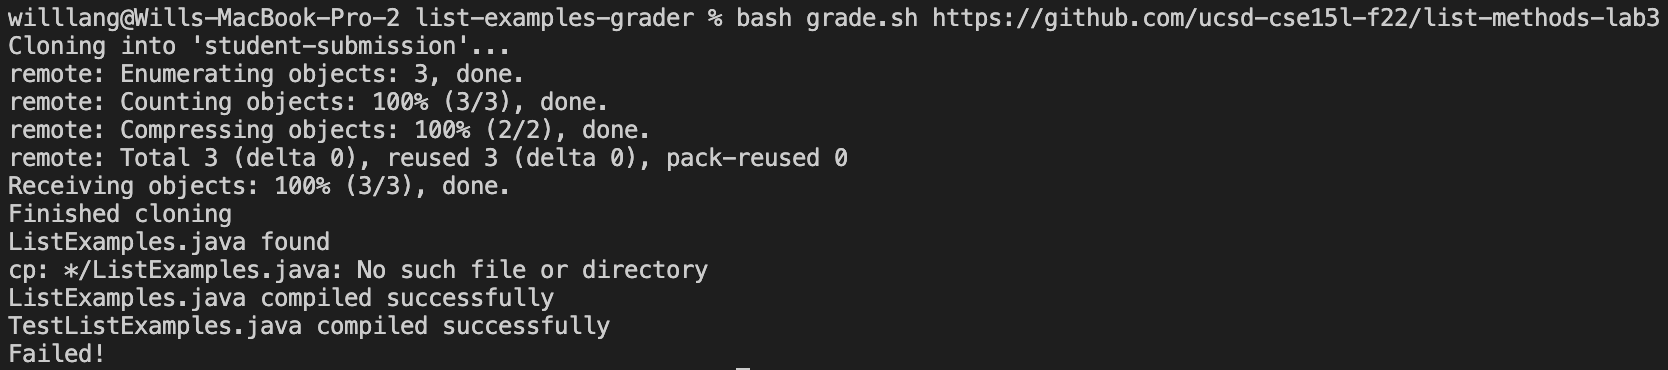 willlang@Wills-MacBook-Pro-2 list-examples-grader % bash grade.sh https://github.com/ucsd-cse15l-f22/list-methods-lab3
Cloning into 'student-submission'...
remote: Enumerating objects: 3, done.
remote: Counting objects: 100% (3/3), done.
remote: Compressing objects: 100% (2/2), done.
remote: Total 3 (delta 0), reused 3 (delta 0), pack-reused 0
Receiving objects: 100% (3/3), done.
Finished cloning
ListExamples.java found
cp: */ListExamples.java: No such file or directory
ListExamples.java compiled successfully
TestListExamples.java compiled successfully
Failed!